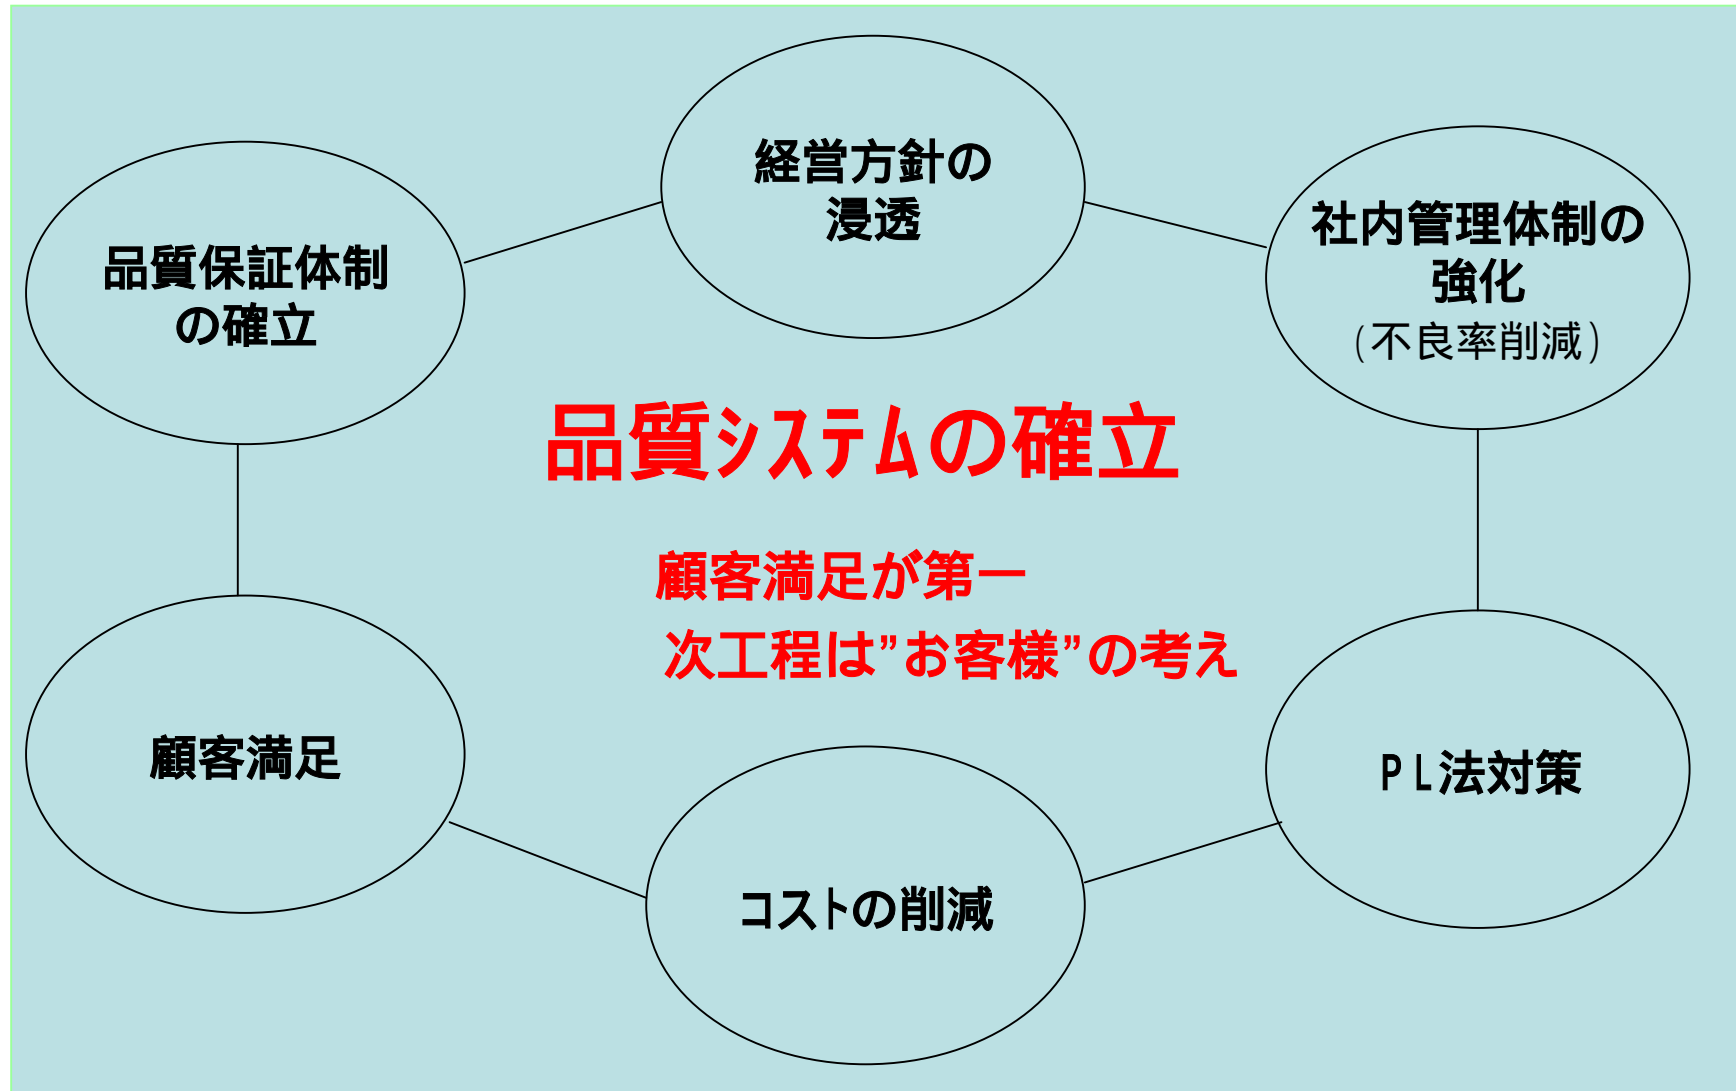 経営方針の
浸透
社内管理体制の
強化
(不良率削減)
品質保証体制
の確立
品質ｼｽﾃﾑの確立
顧客満足が第一
次工程は”お客様”の考え
顧客満足
PL法対策
コストの削減